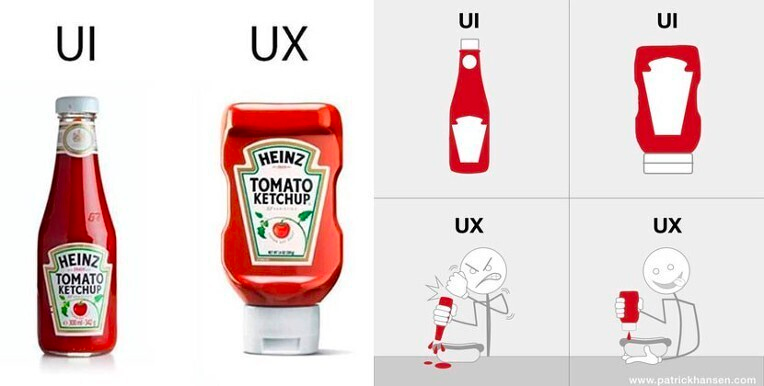 UI
HEINZ
TOMATO
KETCHUP
UX
HEINZ
TOMATO
KETCHUP
UI
UI
UX
UX
www.patrickhansen.com